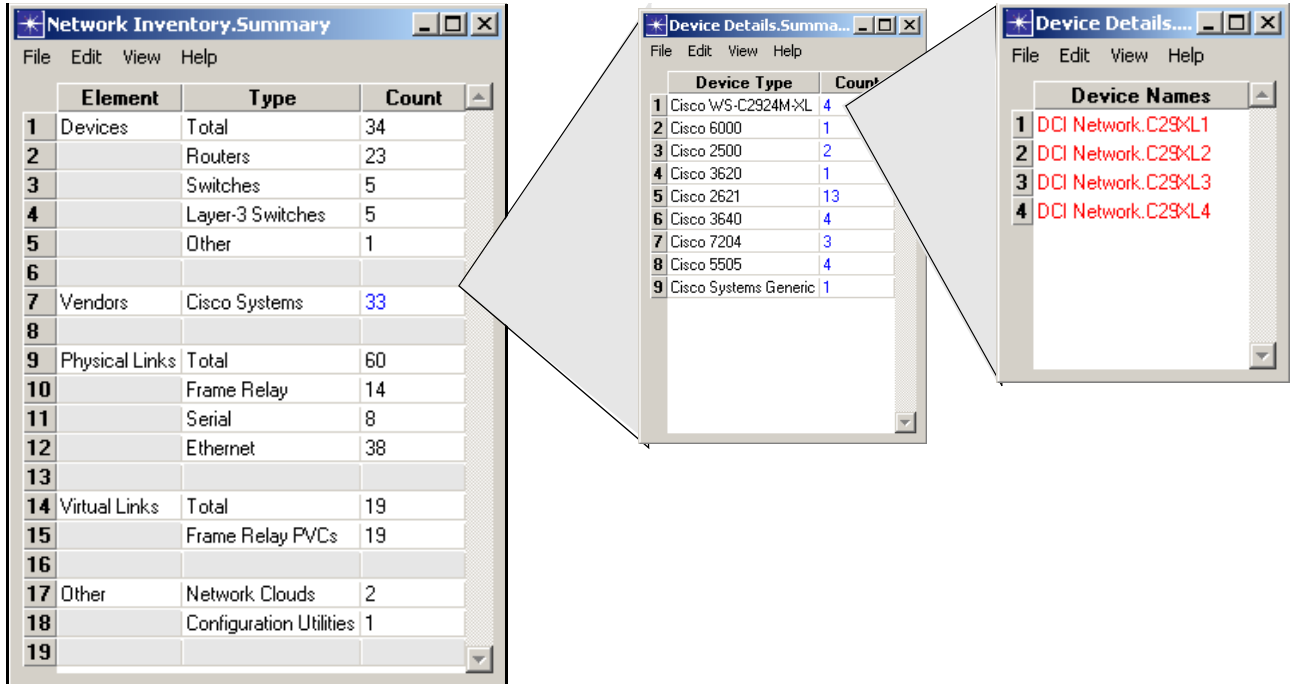 Network Inventory.Summary
File Edit View Help
Element Type Count
1 Devices Total 34
2 Routers 23
3 Switches 5
4 Layer-3 Switches 5
5 Other 1
6
7 Vendors Cisco Systems 33
8
9 Physical Links Total 60
10 Frame Relay 14
11 Serial 8
12 Ethernet 38
13
14 Virtual Links Total 19
15 Frame Relay PVCs 19
16
17 Other Network Clouds 2
18 Configuration Utilities 1
19
Device Details.Summa...
File Edit View Help
Device Type Count
1 Cisco WS-C2924M-XL 4
2 Cisco 6000 1
3 Cisco 2500 2
4 Cisco 3620 1
5 Cisco 2621 13
6 Cisco 3640 4
7 Cisco 7204 3
8 Cisco 5505 4
9 Cisco Systems Generic 1
Device Details....
File Edit View Help
Device Names
1 DCI Network.C29XL1
2 DCI Network.C29XL2
3 DCI Network.C29XL3
4 DCI Network.C29XL4